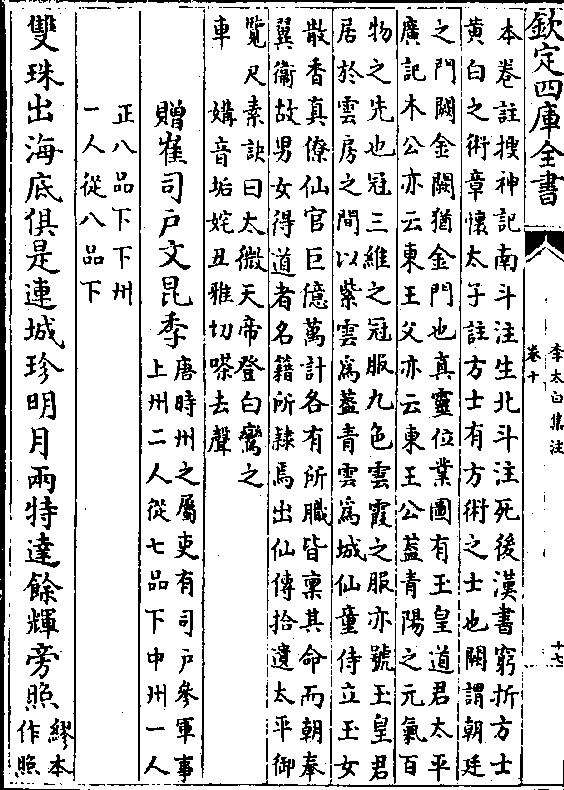 欽定四庫全書
李太白集注
卷十
十七
本卷註搜神記南斗注生北斗注死後漢書窮折方士
黄白之術章懷太子註方士有方術之士也闕謂朝廷
之門闕金闕猶金門也真靈位業圖有玉皇道君太平
廣記木公亦云東王父亦云東王公葢青陽之元氣百
物之先也冠三維之冠服九色雲霞之服亦號玉皇君
居於雲房之間以紫雲為葢青雲為城仙童侍立玉女
散香真僚仙官巨億萬計各有所職皆稟其命而朝奉
翼衞故男女得道者名籍所隸焉出仙傳拾遺太平御
覽尺素訣曰太微天帝登白鸞之
車　媾音垢姹丑雅切嗏去聲
贈崔司戶文昆季
唐時州之屬吏有司戶參軍事
上州二人從七品下中州一人
正八品下下州
一人從八品下
雙珠出海底俱是連城珍明月兩特達餘輝旁照
繆本
作照